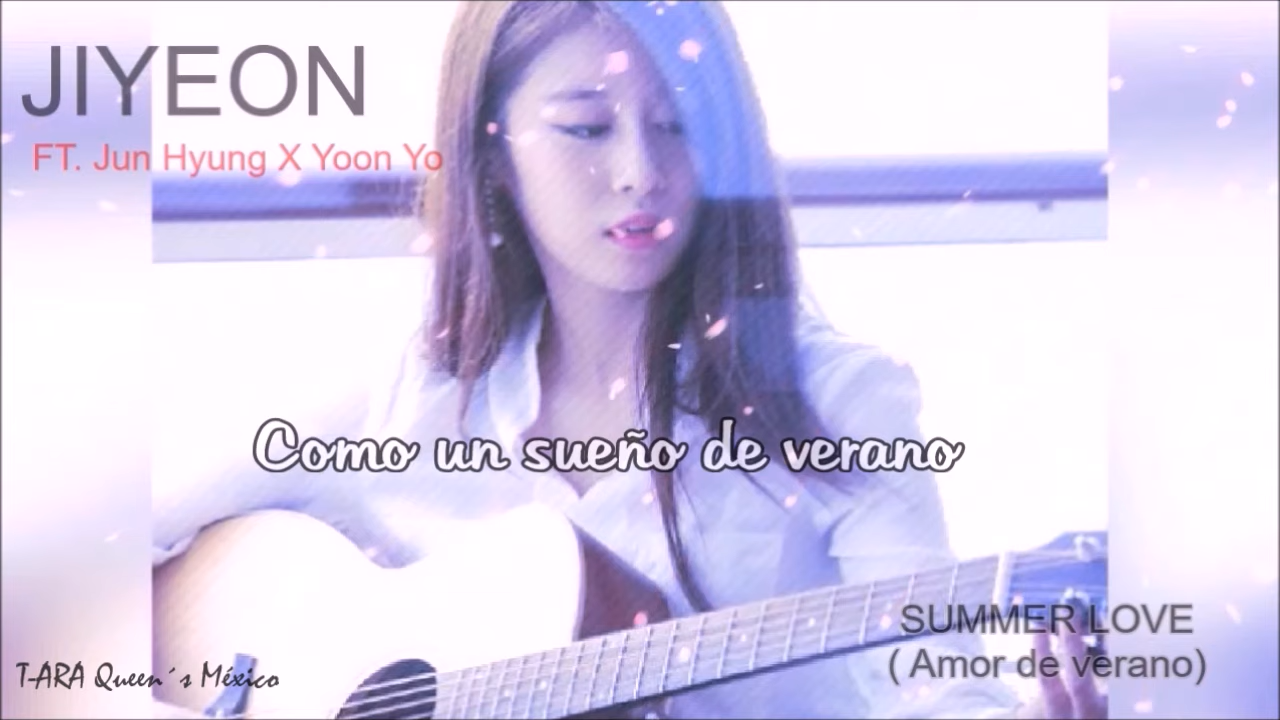 JIYEON
FT. Jun Hyung X Yoon Yo
Como un sueño de verano
SUMMER LOVE
( Amor de verano)
T-ARA Queen´s México